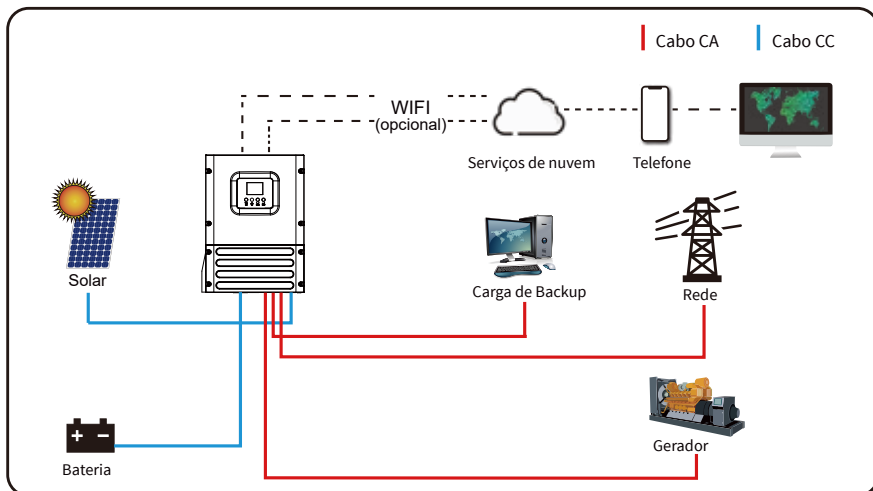 Cabo CA
Cabo CC
WIFI
(opcional)
Serviços de nuvem
Telefone
Solar
Carga de Backup
Rede
Gerador
Bateria